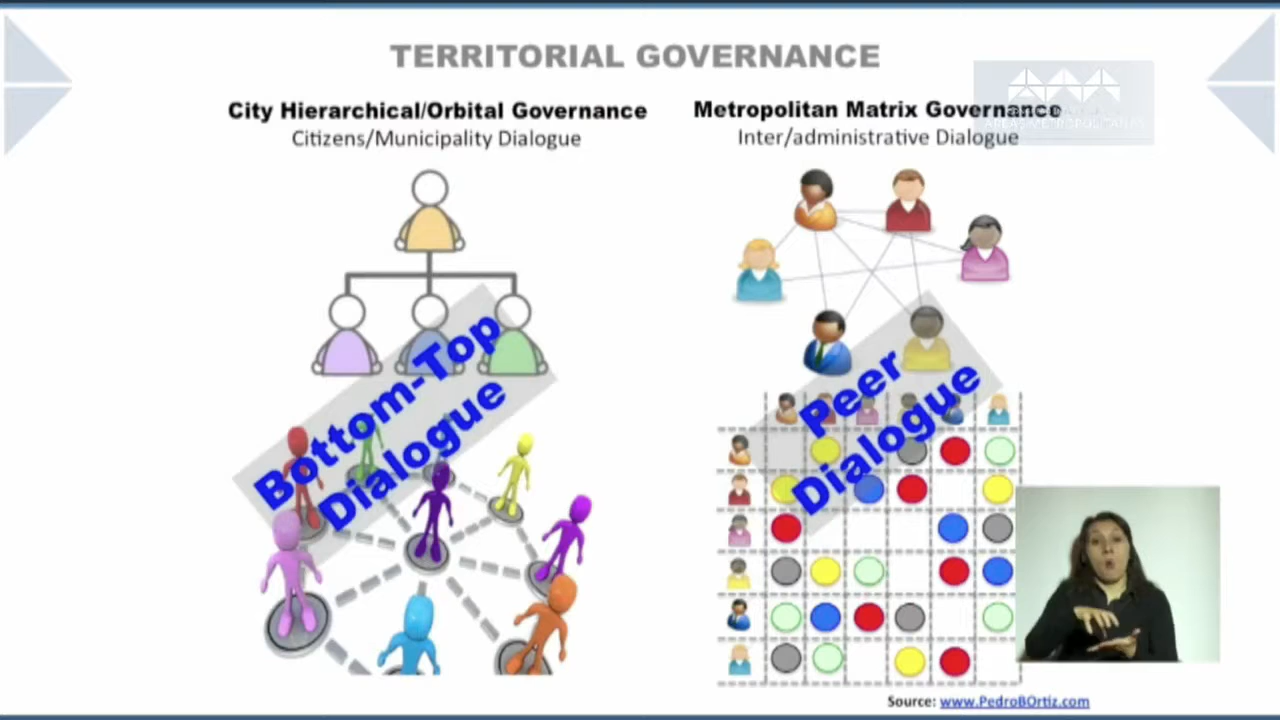 TERRITORIAL GOVERNANCE
City Hierarchical/Orbital Governance
Citizens/Municipality Dialogue
Metropolitan Matrix Governance
Inter/administrative Dialogue
Bottom-Top
Dialogue
Peer
Dialogue
Source: www.PedroBOrtiz.com